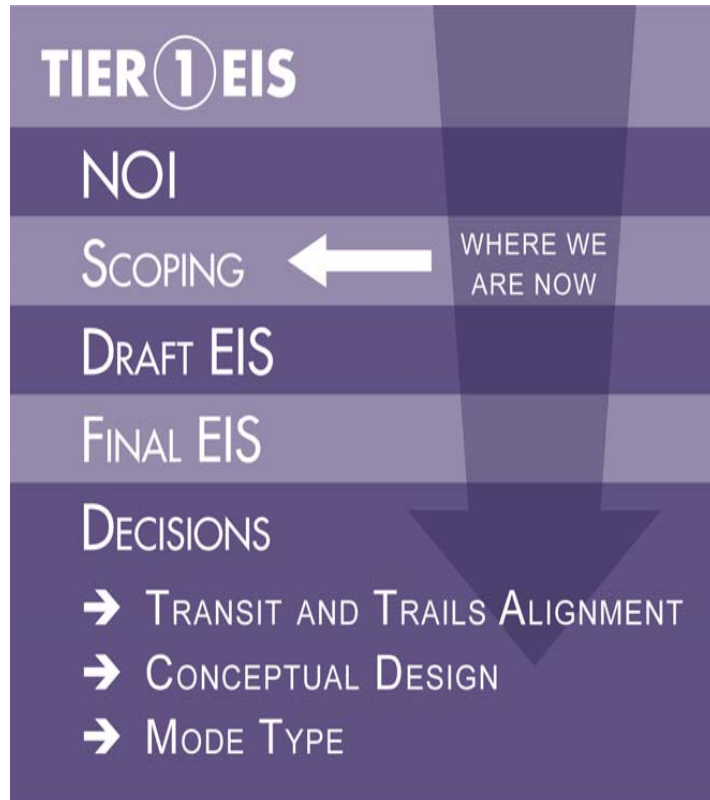 TIER 1 EIS
NOI
SCOPING
WHERE WE
ARE NOW
DRAFT EIS
FINAL EIS
DECISIONS
→ TRANSIT AND TRAILS ALIGNMENT
→ CONCEPTUAL DESIGN
→ MODE TYPE